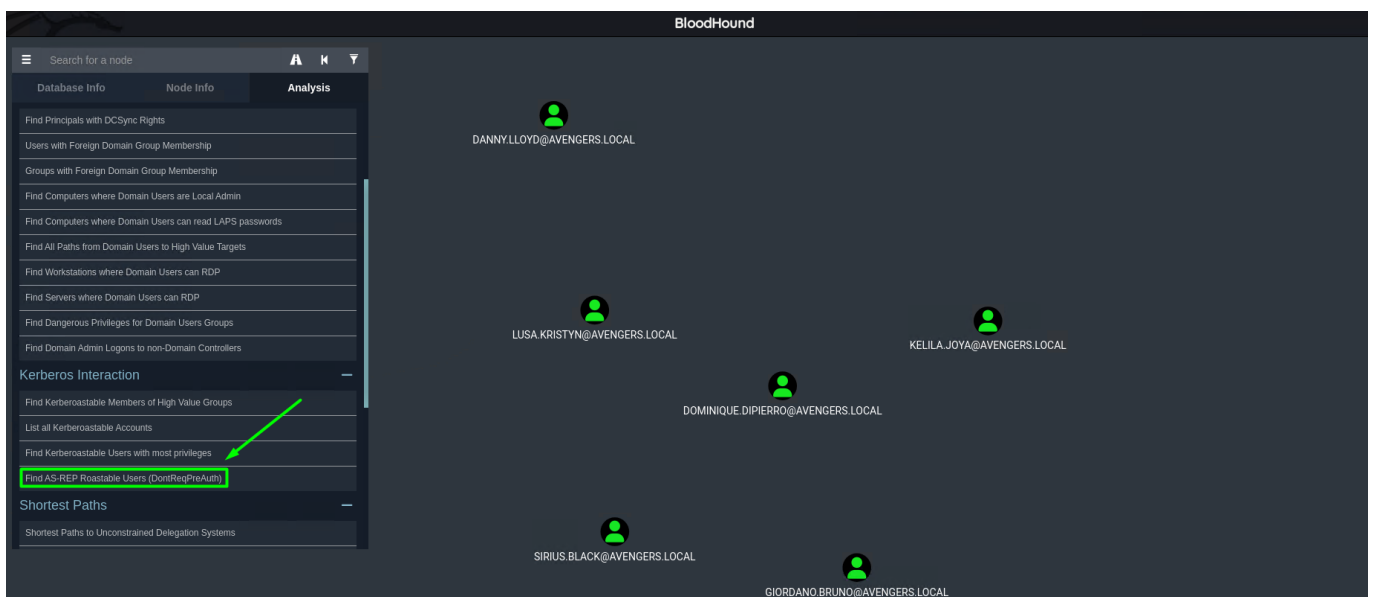 BloodHound
Search for a node
Database Info Node Info Analysis
Find Principals with DCSync Rights
Users with Foreign Domain Group Membership
Groups with Foreign Domain Group Membership
Find Computers where Domain Users are Local Admin
Find Computers where Domain Users can read LAPS passwords
Find All Paths from Domain Users to High Value Targets
Find Workstations where Domain Users can RDP
Find Servers where Domain Users can RDP
Find Dangerous Privileges for Domain Users Groups
Find Domain Admin Logons to non-Domain Controllers
Kerberos Interaction
Find Kerberoastable Members of High Value Groups
List all Kerberoastable Accounts
Find Kerberoastable Users with most privileges
Find AS-REP Roastable Users (DontReqPreAuth)
Shortest Paths
Shortest Paths to Unconstrained Delegation Systems
DANNY.LLOYD@AVENGERS.LOCAL
LUSA.KRISTYN@AVENGERS.LOCAL
KELILA.JOYA@AVENGERS.LOCAL
DOMINIQUE.DIPIERRO@AVENGERS.LOCAL
SIRIUS.BLACK@AVENGERS.LOCAL
GIORDANO.BRUNO@AVENGERS.LOCAL